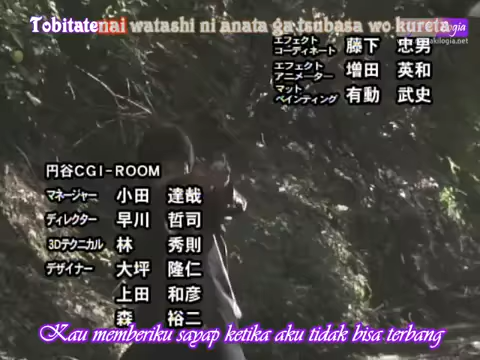 Tobitatenai watashi ni anata ga tsubasa wo kureta
エフェクト
コーディネート 藤下 忠男
エフェクト
アニメーター 増田 英和
マット
ペインティング 有動 武史
円谷CGI-ROOM
マネージャー 小田 達哉
ディレクター 早川 哲司
3Dテクニカル 林 秀則
デザイナー 大坪 隆仁
上田 和彦
森 裕二
Kau memberiku sayap ketika aku tidak bisa terbang